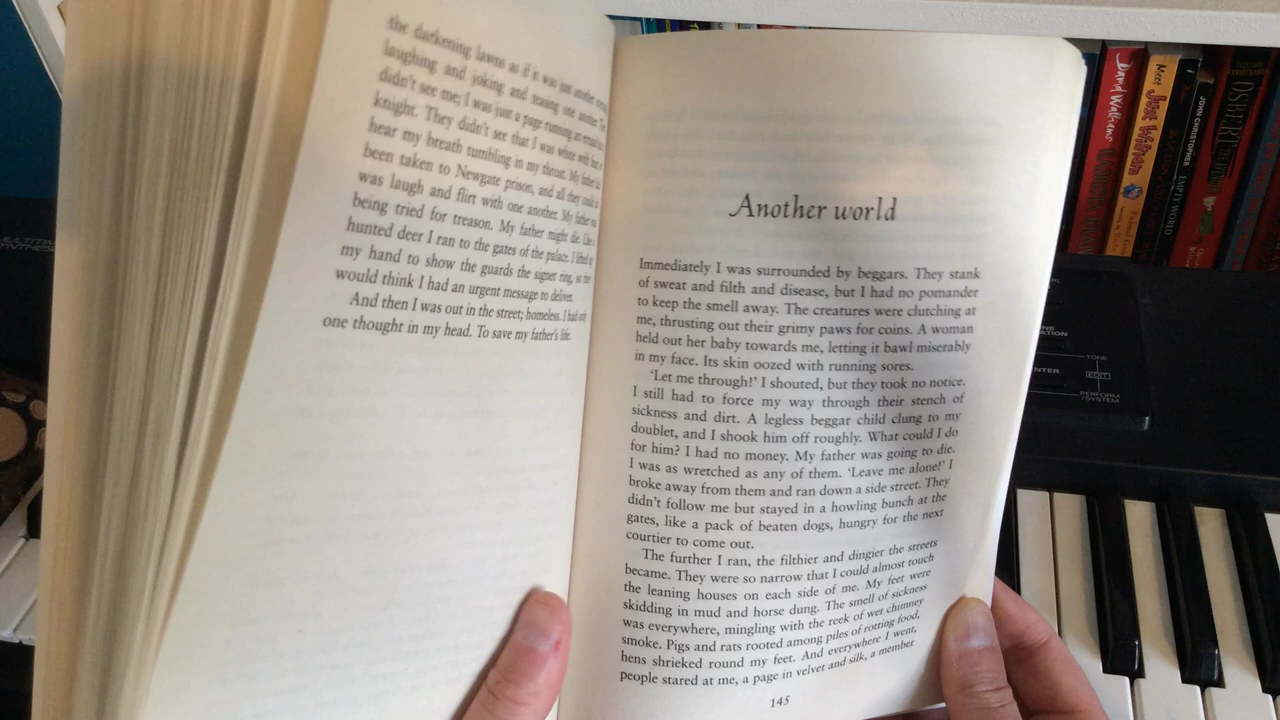 the darkening lawns as if it was just another
laughing and joking and teasing one another.
didn't see me; I was just a page running an errand
knight. They didn't see that I was white with
hear my breath tumbling in my throat. My father
been taken to Newgate prison, and all they could
was laugh and flirt with one another. My father was
being tried for treason. My father might die. Like
hunted deer I ran to the gates of the palace. I lifted
my hand to show the guards the signet ring, so
would think I had an urgent message to deliver.
And then I was out in the street; homeless. I had only
one thought in my head. To save my father's life.
Another world
Immediately I was surrounded by beggars. They stank
of sweat and filth and disease, but I had no pomander
to keep the smell away. The creatures were clutching at
me, thrusting out their grimy paws for coins. A woman
held out her baby towards me, letting it bawl miserably
in my face. Its skin oozed with running sores.
'Let me through!' I shouted, but they took no notice.
I still had to force my way through their stench of
sickness and dirt. A legless beggar child clung to my
doublet, and I shook him off roughly. What could I do
for him? I had no money. My father was going to die.
I was as wretched as any of them. 'Leave me alone!' I
broke away from them and ran down a side street. They
didn't follow me but stayed in a howling bunch at the
gates, like a pack of beaten dogs, hungry for the next
courtier to come out.
The further I ran, the filthier and dingier the streets
became. They were so narrow that I could almost touch
the leaning houses on each side of me. My feet were
skidding in mud and horse dung. The smell of sickness
was everywhere, mingling with the reek of wet chimney
smoke. Pigs and rats rooted among piles of rotting food,
hens shrieked round my feet. And everywhere I went,
people stared at me, a page in velvet and silk, a member
145
David Walliams
Meet Just William
JOHN CHRISTOPHER EMPTY WORLD
OSBERT
TONE
EDIT
PERFORM
/SYSTEM